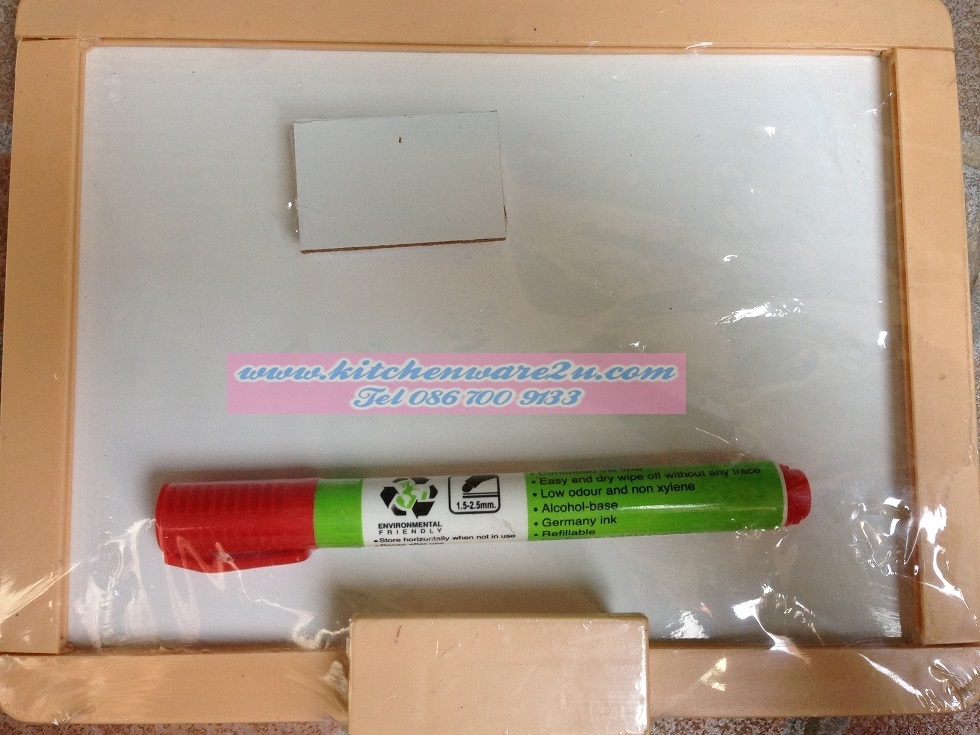 www.kitchenware2u.com
Tel 086 700 9133
• Easy and dry wipe off without any trace
• Low odour and non xylene
• Alcohol-base
• Germany ink
• Refillable
1.5-2.5mm.
ENVIRONMENTAL
FRIENDLY
• Store horizontally when not in use